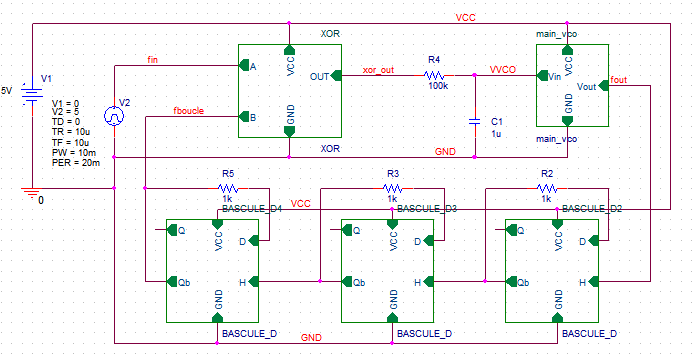 VCC
XOR
main_vco
V1
5V
fin
A
VCC
OUT
xor_out
R4
100k
VVCO
Vin
VCC
Vout
fout
V1 = 0
V2 = 5
TD = 0
TR = 10u
TF = 10u
PW = 10m
PER = 20m
V2
fboucle
B
GND
C1
1u
GND
main_vco
XOR
GND
0
R5
1k
R3
1k
R2
1k
BASCULE_D4
VCC
BASCULE_D3
BASCULE_D2
Q
VCC
D
Q
VCC
D
Q
VCC
D
Qb
H
GND
Qb
H
GND
Qb
H
GND
BASCULE_D
GND
BASCULE_D
BASCULE_D